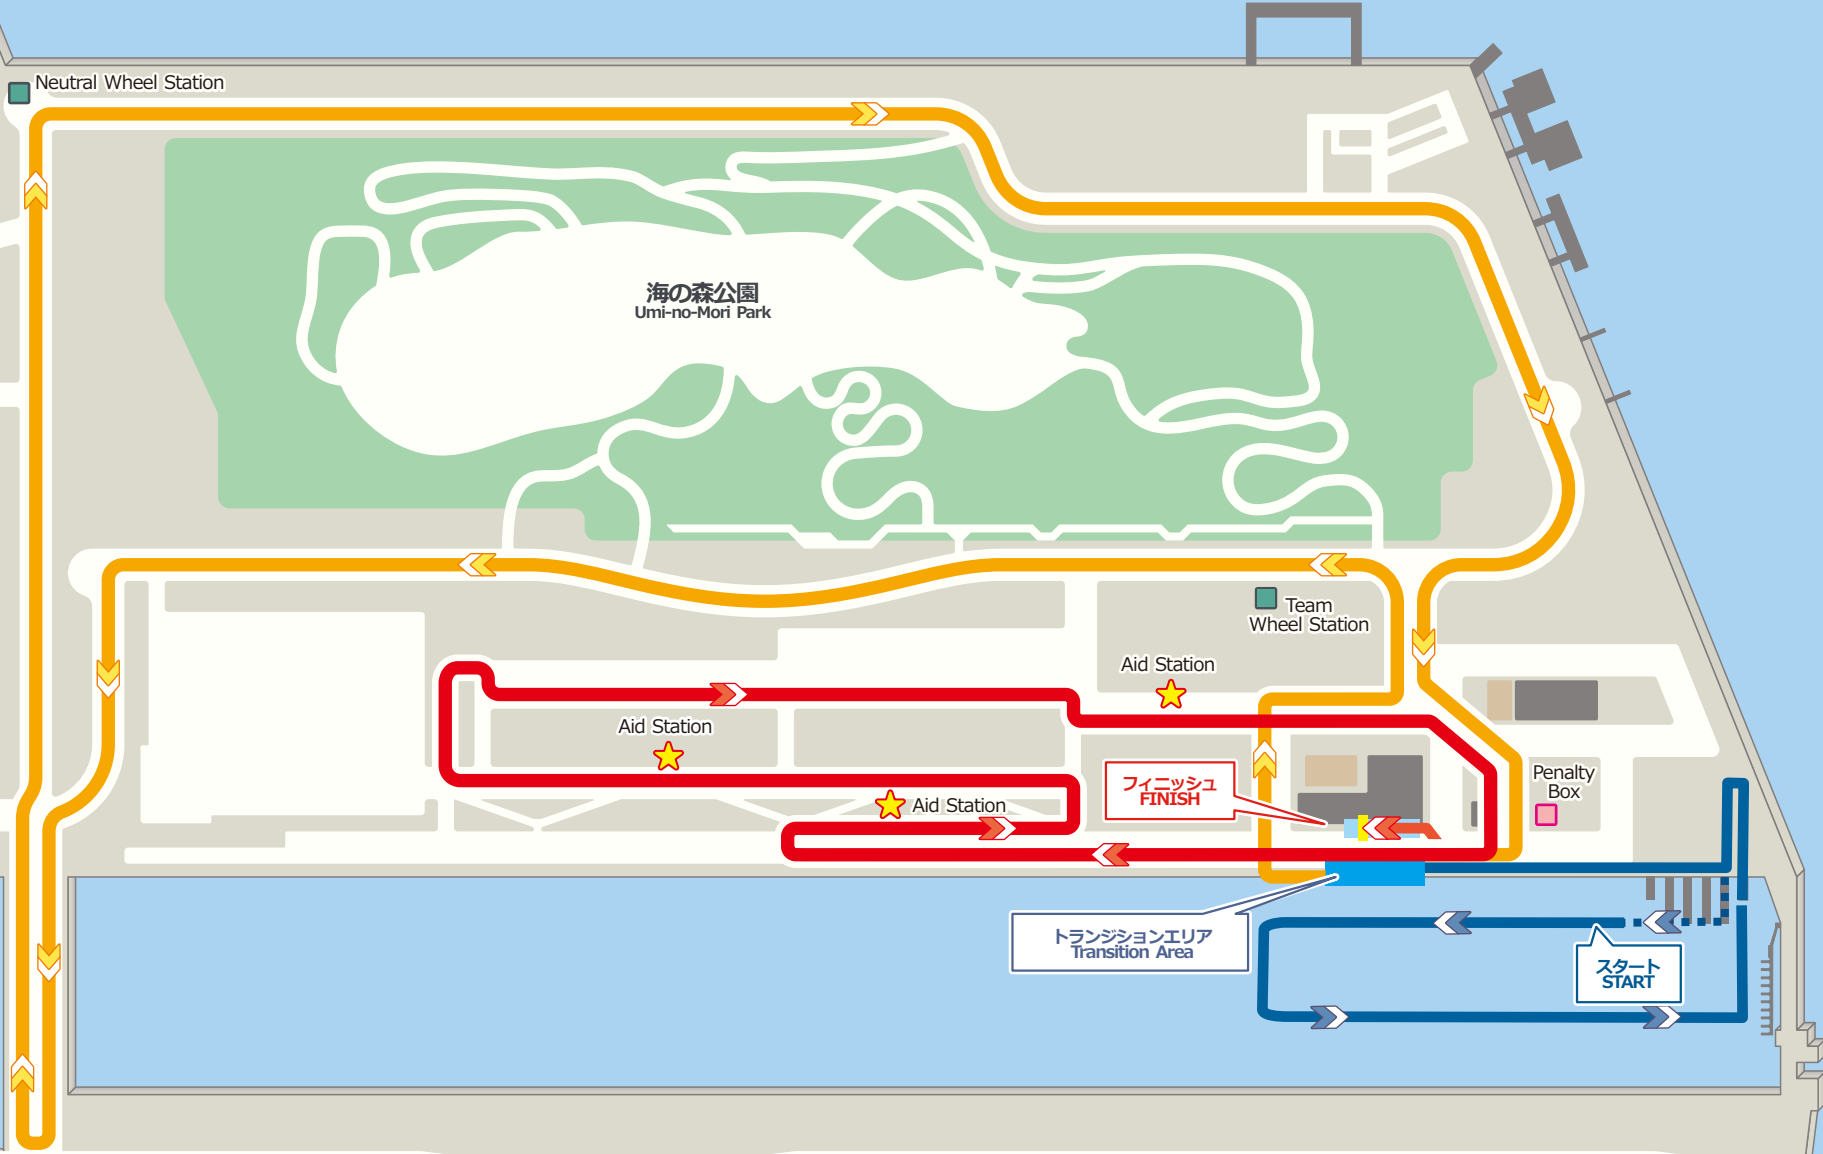 Neutral Wheel Station
海の森公園
Umi-no-Mori Park
Team
Wheel Station
Aid Station
Aid Station
Aid Station
フィニッシュ
FINISH
Penalty
Box
トランジションエリア
Transition Area
スタート
START